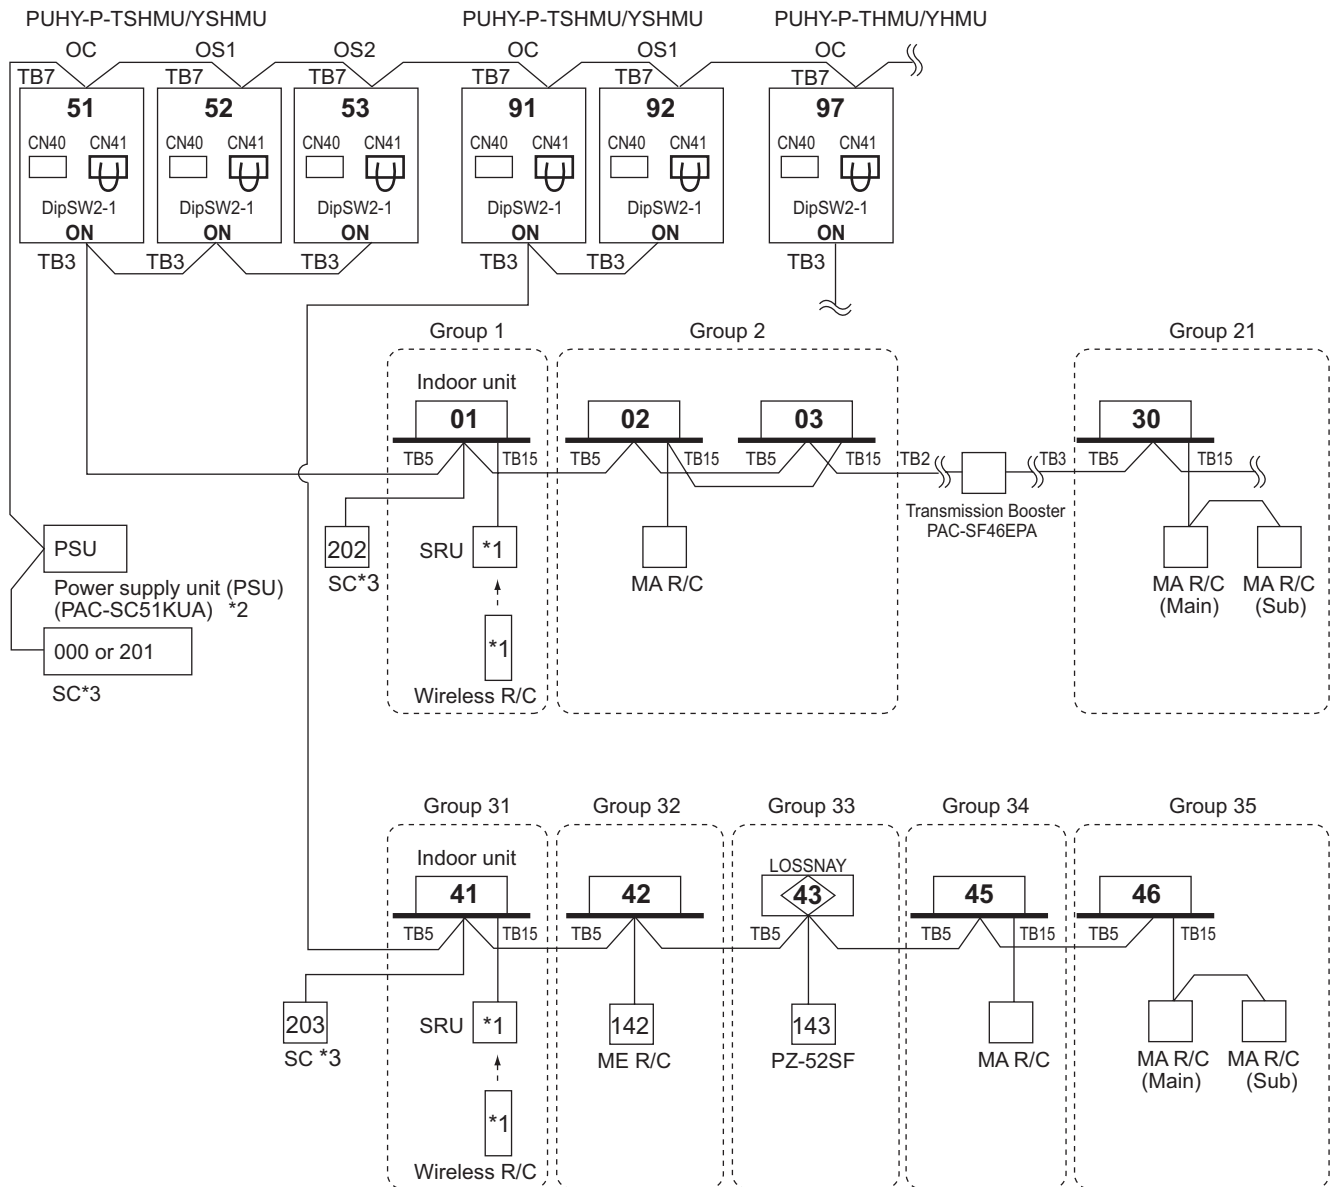 PUHY-P-TSHMU/YSHMU PUHY-P-TSHMU/YSHMU PUHY-P-THMU/YHMU
OC OS1 OS2 OC OS1 OC
TB7 TB7 TB7 TB7 TB7 TB7
51 52 53 91 92 97
CN40 CN41 CN40 CN41 CN40 CN41 CN40 CN41 CN40 CN41 CN40 CN41
DipSW2-1 DipSW2-1 DipSW2-1 DipSW2-1 DipSW2-1 DipSW2-1
ON ON ON ON ON ON
TB3 TB3 TB3 TB3 TB3 TB3
Group 1 Group 2 Group 21
Indoor unit
01 02 03 30
TB5 TB15 TB5 TB15 TB5 TB15 TB2 TB3 TB5 TB15
Transmission Booster
PAC-SF46EPA
202 SRU *1
SC*3 MA R/C MA R/C MA R/C
(Main) (Sub)
*1
Wireless R/C
PSU
Power supply unit (PSU)
(PAC-SC51KUA) *2
000 or 201
SC*3
Group 31 Group 32 Group 33 Group 34 Group 35
Indoor unit LOSSNAY
41 42 43 45 46
TB5 TB15 TB5 TB5 TB5 TB15 TB5 TB15
203 SRU *1 142 143
SC *3 ME R/C PZ-52SF MA R/C MA R/C MA R/C
(Main) (Sub)
*1
Wireless R/C